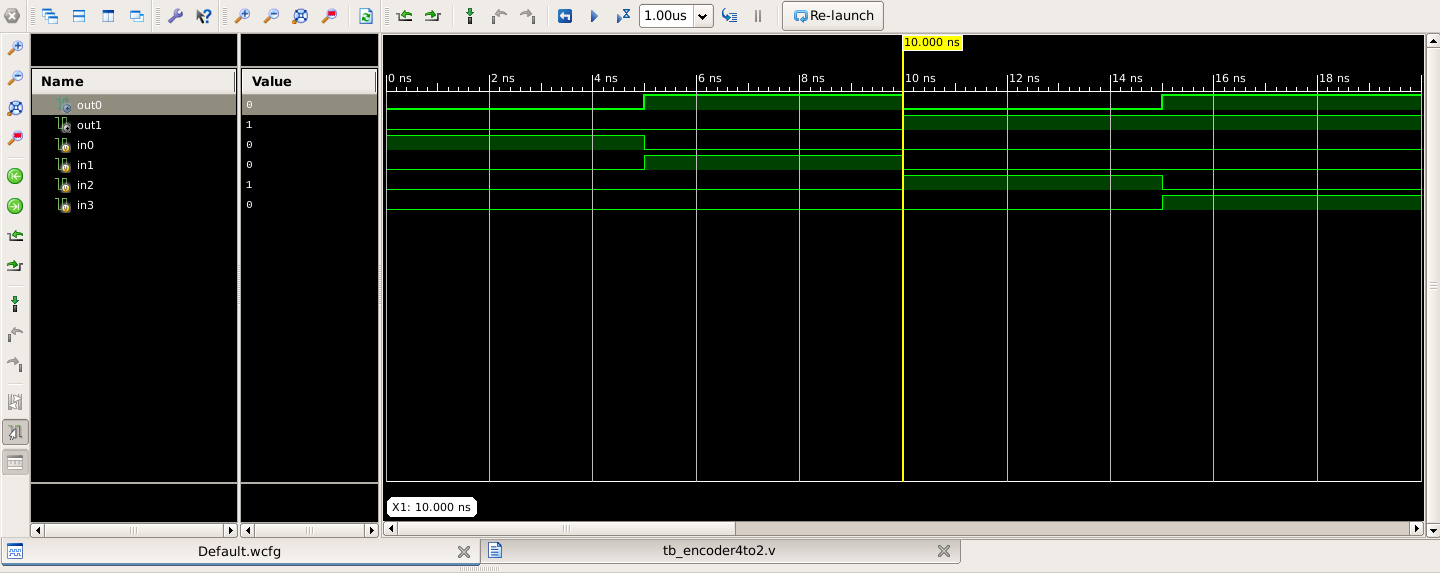 1.00us
Re-launch
10.000 ns
Name
Value
0 ns
2 ns
4 ns
6 ns
8 ns
10 ns
12 ns
14 ns
16 ns
18 ns
out0
0
out1
1
in0
0
in1
0
in2
1
in3
0
X1: 10.000 ns
Default.wcfg
tb_encoder4to2.v